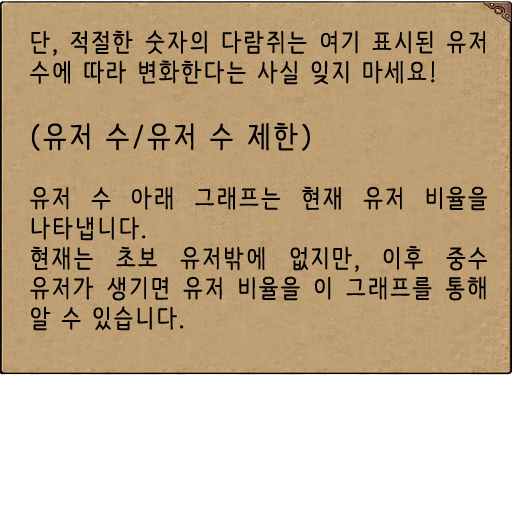 단, 적절한 숫자의 다람쥐는 여기 표시된 유저
수에 따라 변화한다는 사실 잊지 마세요!
(유저 수/유저 수 제한)
유저 수 아래 그래프는 현재 유저 비율을
나타냅니다.
현재는 초보 유저밖에 없지만, 이후 중수
유저가 생기면 유저 비율을 이 그래프를 통해
알 수 있습니다.